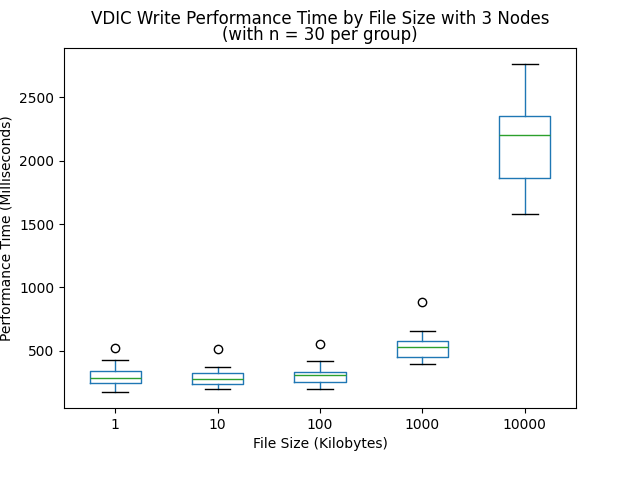 VDIC Write Performance Time by File Size with 3 Nodes
(with n = 30 per group)
Performance Time (Milliseconds)
2500
2000
1500
1000
500
1 10 100 1000 10000
File Size (Kilobytes)